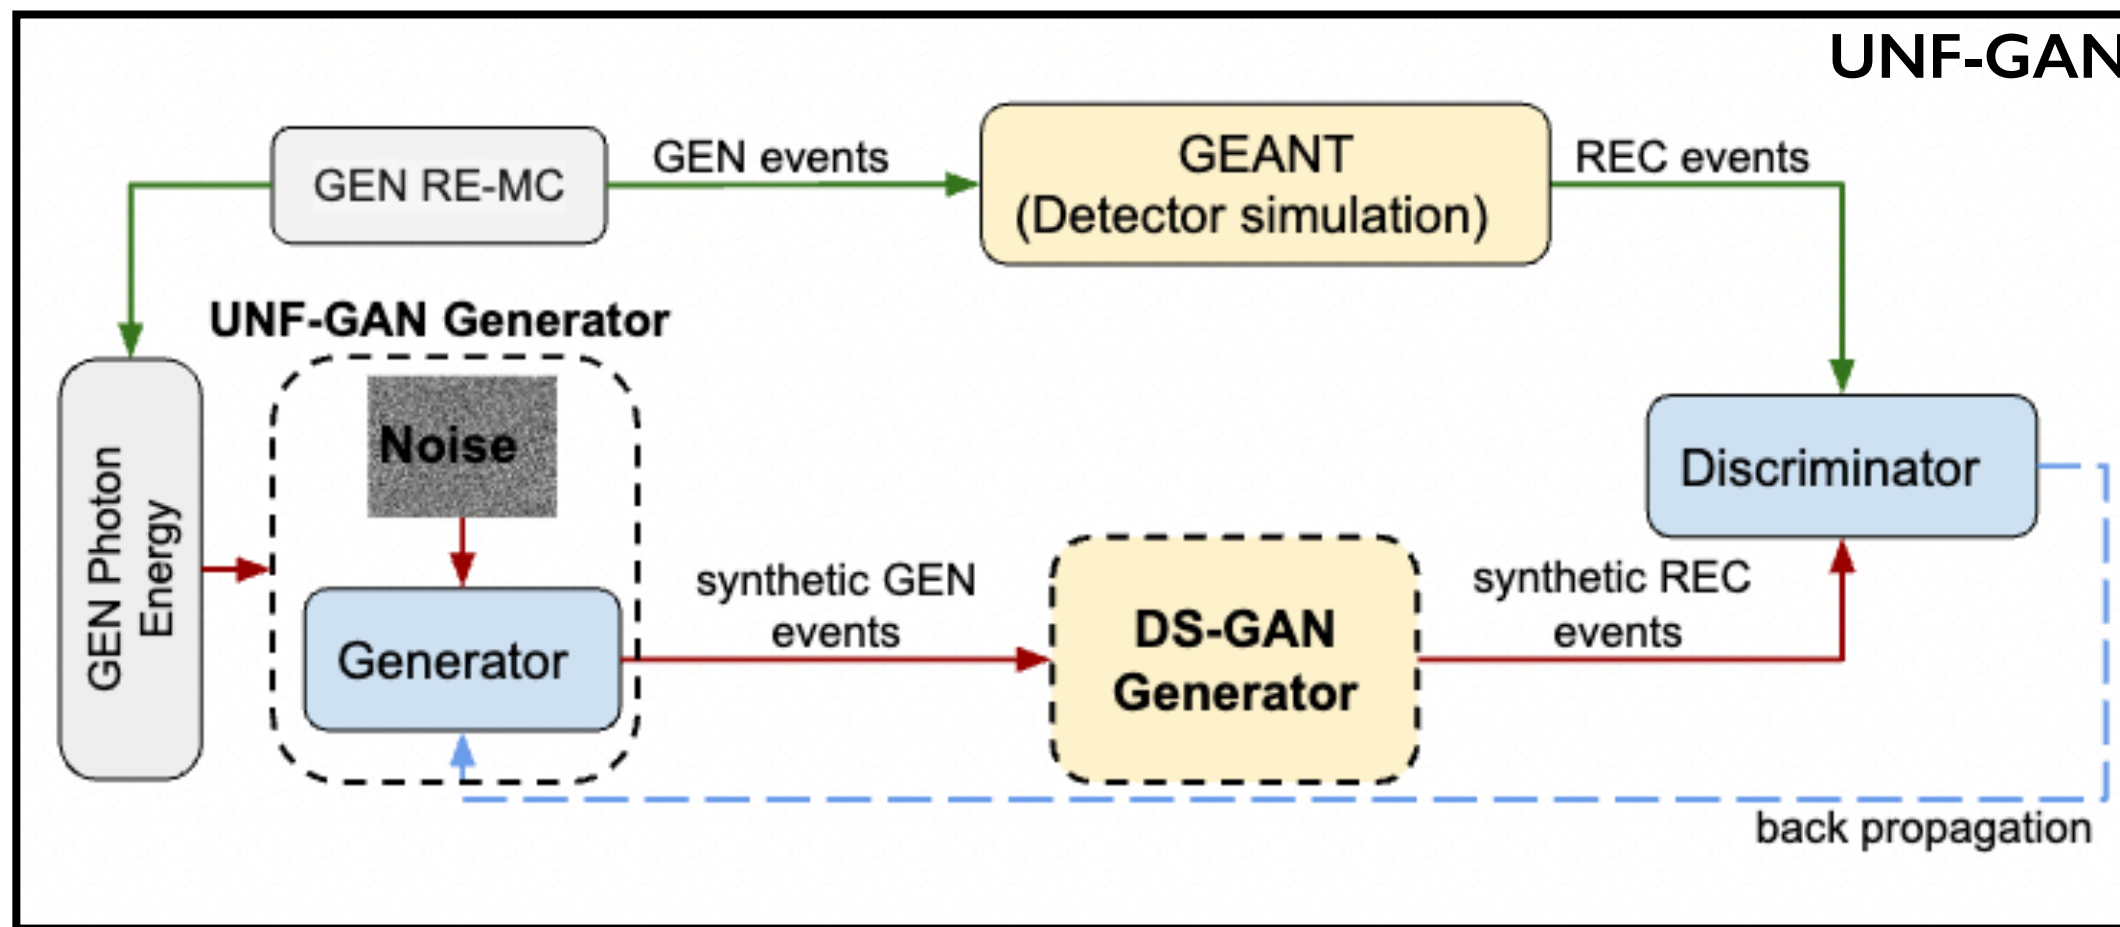 UNF-GAN
GEN RE-MC
GEN events
GEANT
(Detector simulation)
REC events
UNF-GAN Generator
GEN Photon
Energy
Noise
Generator
synthetic GEN
events
DS-GAN
Generator
synthetic REC
events
Discriminator
back propagation